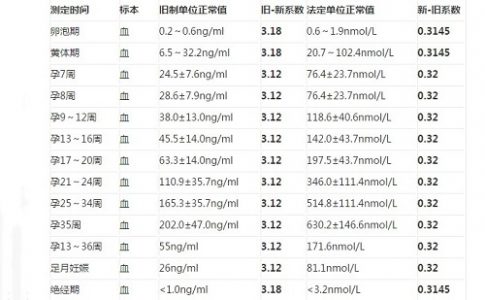 测定时间 标本 旧制单位正常值 旧-新系数 法定单位正常值 新-旧系数
卵泡期 血 0.2～0.6ng/ml 3.18 0.6～1.9nmol/L 0.3145
黄体期 血 6.5～32.2ng/ml 3.18 20.7～102.4nmol/L 0.3145
孕7周 血 24.5±7.6ng/ml 3.12 76.4±23.7nmol/L 0.32
孕8周 血 28.6±7.9ng/ml 3.12 76.4±23.7nmol/L 0.32
孕9～12周 血 38.0±13.0ng/ml 3.12 118.6±40.6nmol/L 0.32
孕13～16周 血 45.5±14.0ng/ml 3.12 142.0±43.7nmol/L 0.32
孕17～20周 血 63.3±14.0ng/ml 3.12 197.5±43.7nmol/L 0.32
孕21～24周 血 110.9±35.7ng/ml 3.12 346.0±111.4nmol/L 0.32
孕25～34周 血 165.3±35.7ng/ml 3.12 514.8±111.4nmol/L 0.32
孕35周 血 202.0±47.0ng/ml 3.12 630.2±146.6nmol/L 0.32
孕13～36周 血 55ng/ml 3.12 171.6nmol/L 0.32
足月妊娠 血 26ng/ml 3.12 81.1nmol/L 0.32
绝经期 血 <1.0ng/ml 3.18 <3.2nmol/L 0.3145